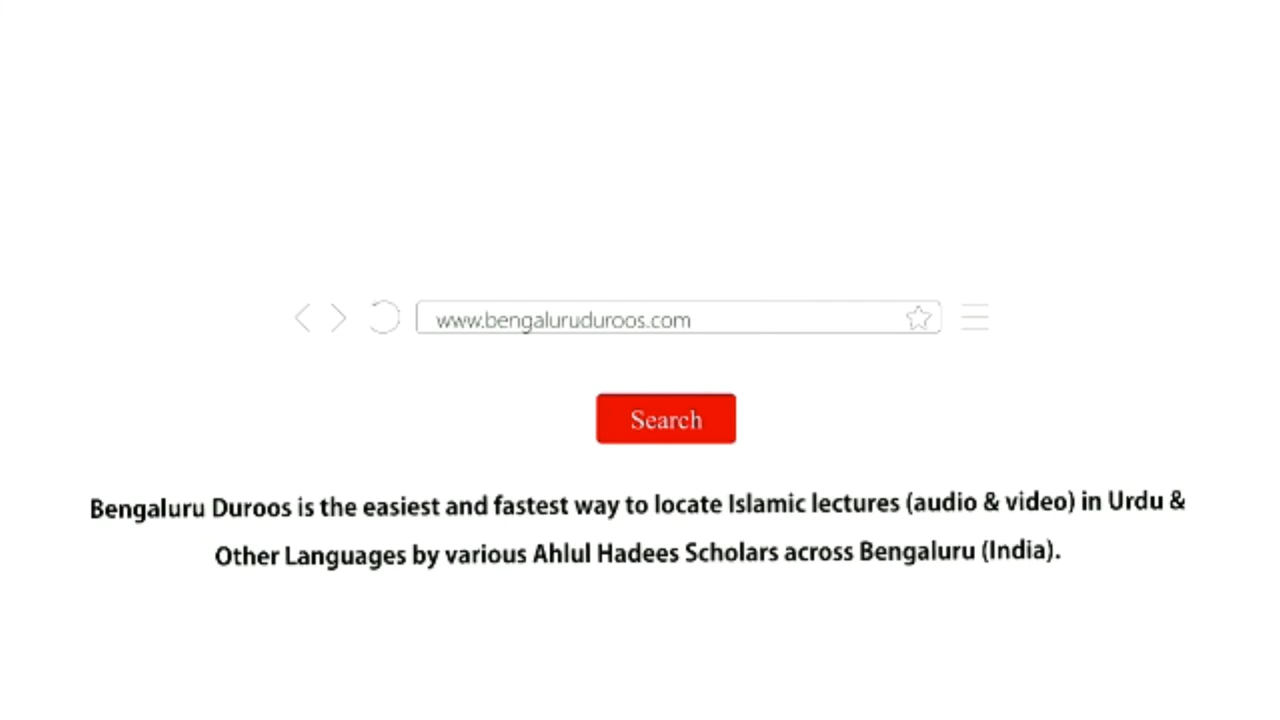 www.bengaluruduroos.com
Search
Bengaluru Duroos is the easiest and fastest way to locate Islamic lectures (audio & video) in Urdu &
Other Languages by various Ahlul Hadees Scholars across Bengaluru (India).